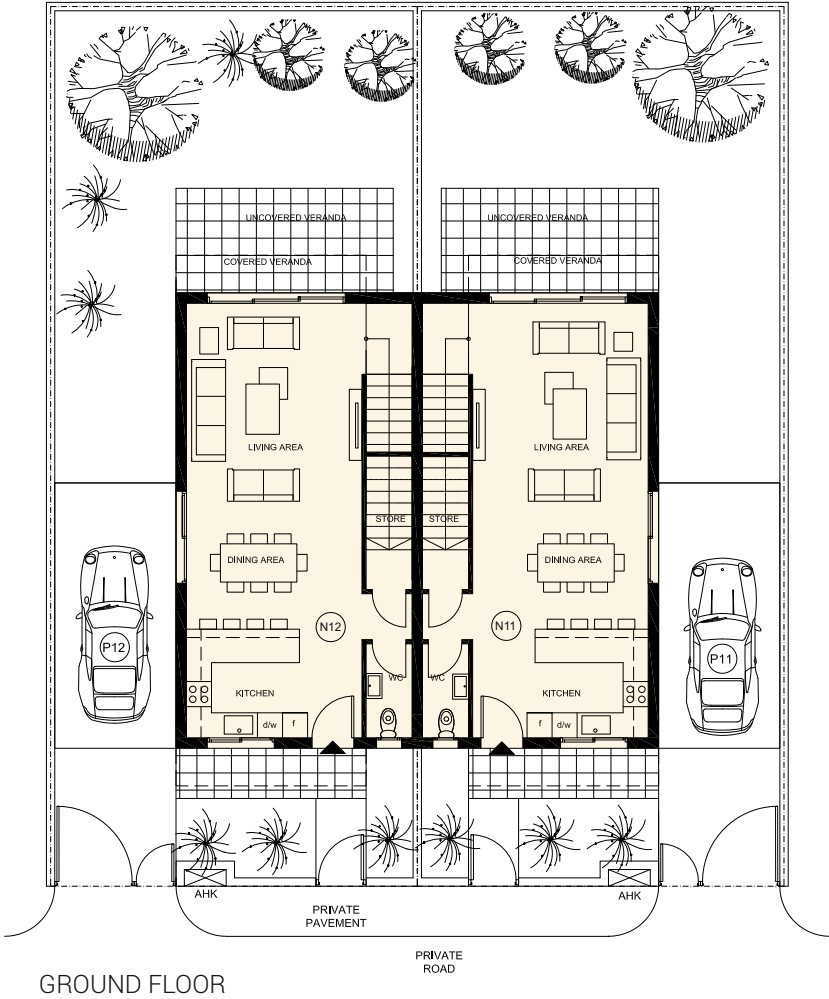 UNCOVERED VERANDA
UNCOVERED VERANDA
COVERED VERANDA
COVERED VERANDA
LIVING AREA
LIVING AREA
STORE
STORE
DINING AREA
DINING AREA
N12
N11
P12
P11
WC
WC
KITCHEN
KITCHEN
d/w
f
f
d/w
AHK
AHK
PRIVATE
PAVEMENT
PRIVATE
ROAD
GROUND FLOOR